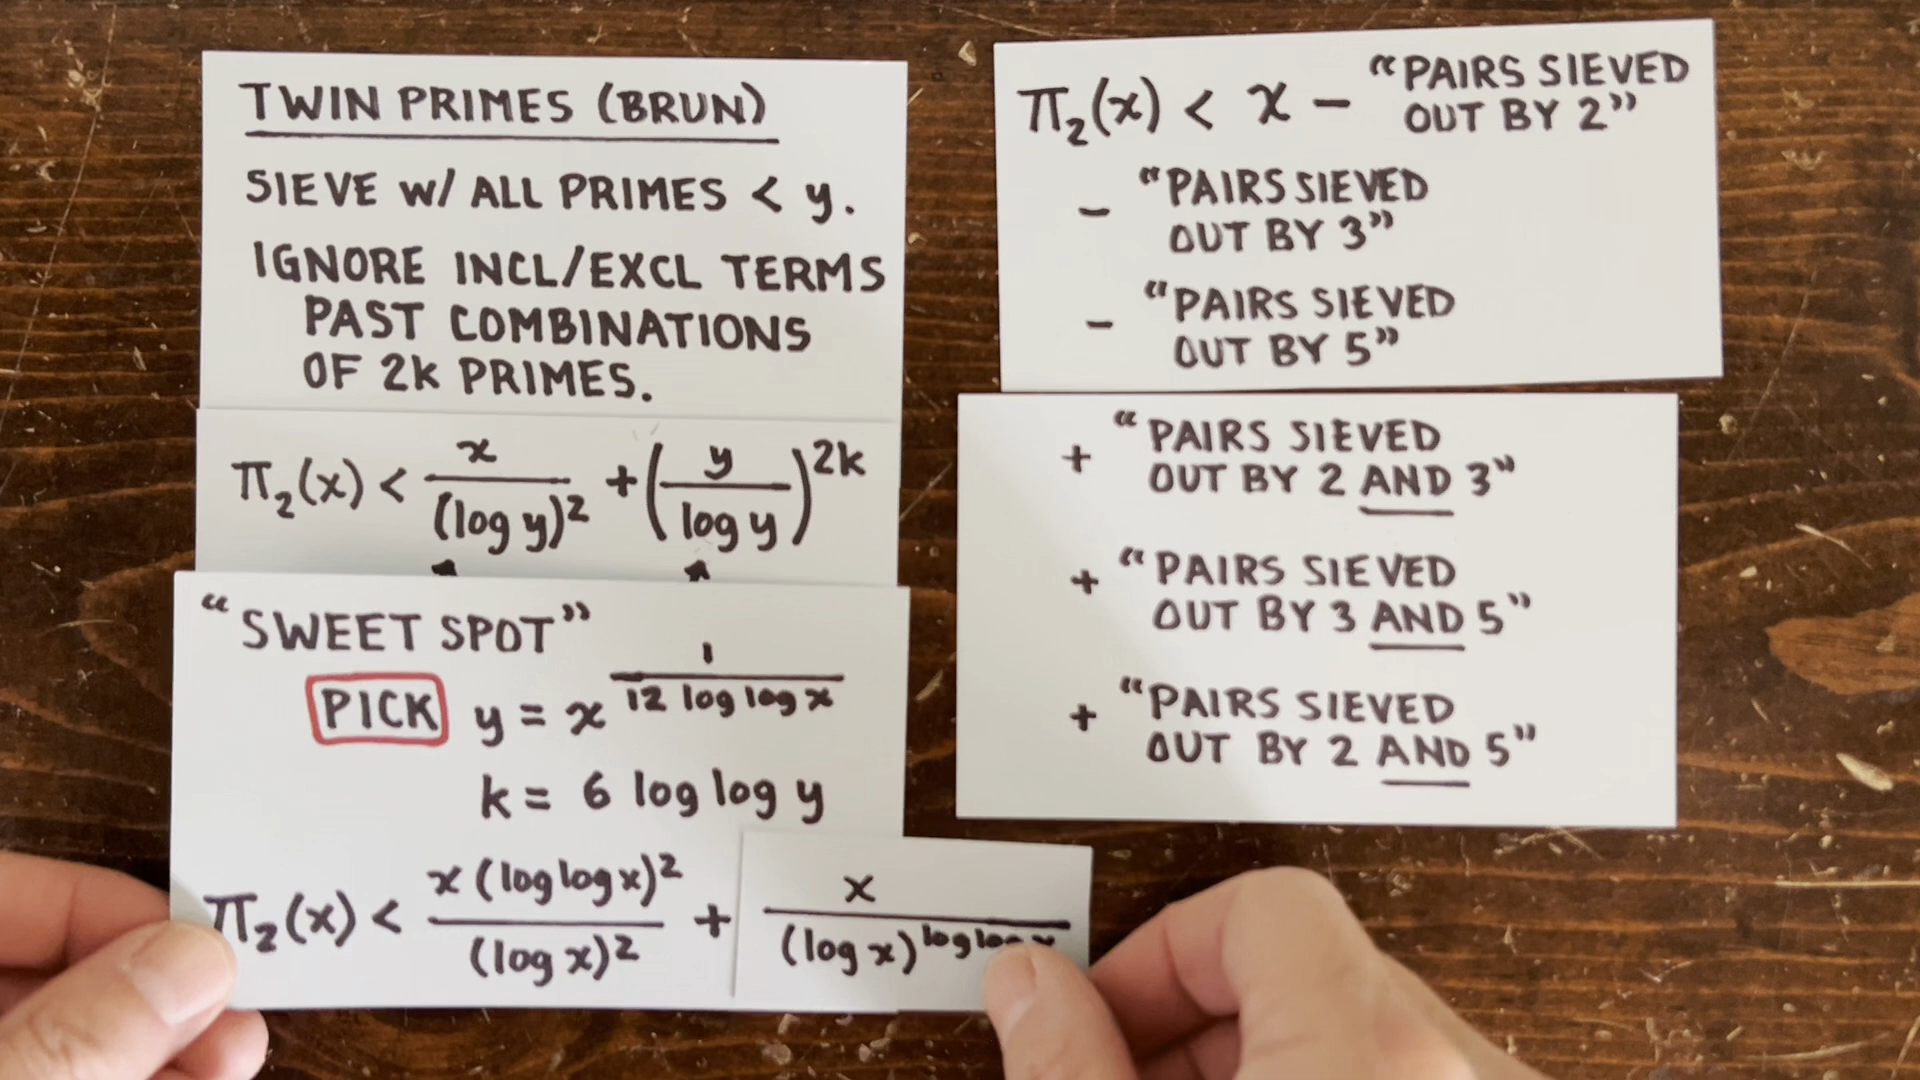 TWIN PRIMES (BRUN)
SIEVE W/ ALL PRIMES < y.
IGNORE INCL/EXCL TERMS
PAST COMBINATIONS
OF 2k PRIMES.
π₂(x) < x/(log y)² + (y/log y)^2k
"SWEET SPOT"
PICK y = x^(1/(12 log log x))
k = 6 log log y
π₂(x) < x (log log x)²/(log x)² + x/(log x)^log
π₂(x) < x - "PAIRS SIEVED
OUT BY 2"
- "PAIRS SIEVED
OUT BY 3"
- "PAIRS SIEVED
OUT BY 5"
+ "PAIRS SIEVED
OUT BY 2 AND 3"
+ "PAIRS SIEVED
OUT BY 3 AND 5"
+ "PAIRS SIEVED
OUT BY 2 AND 5"